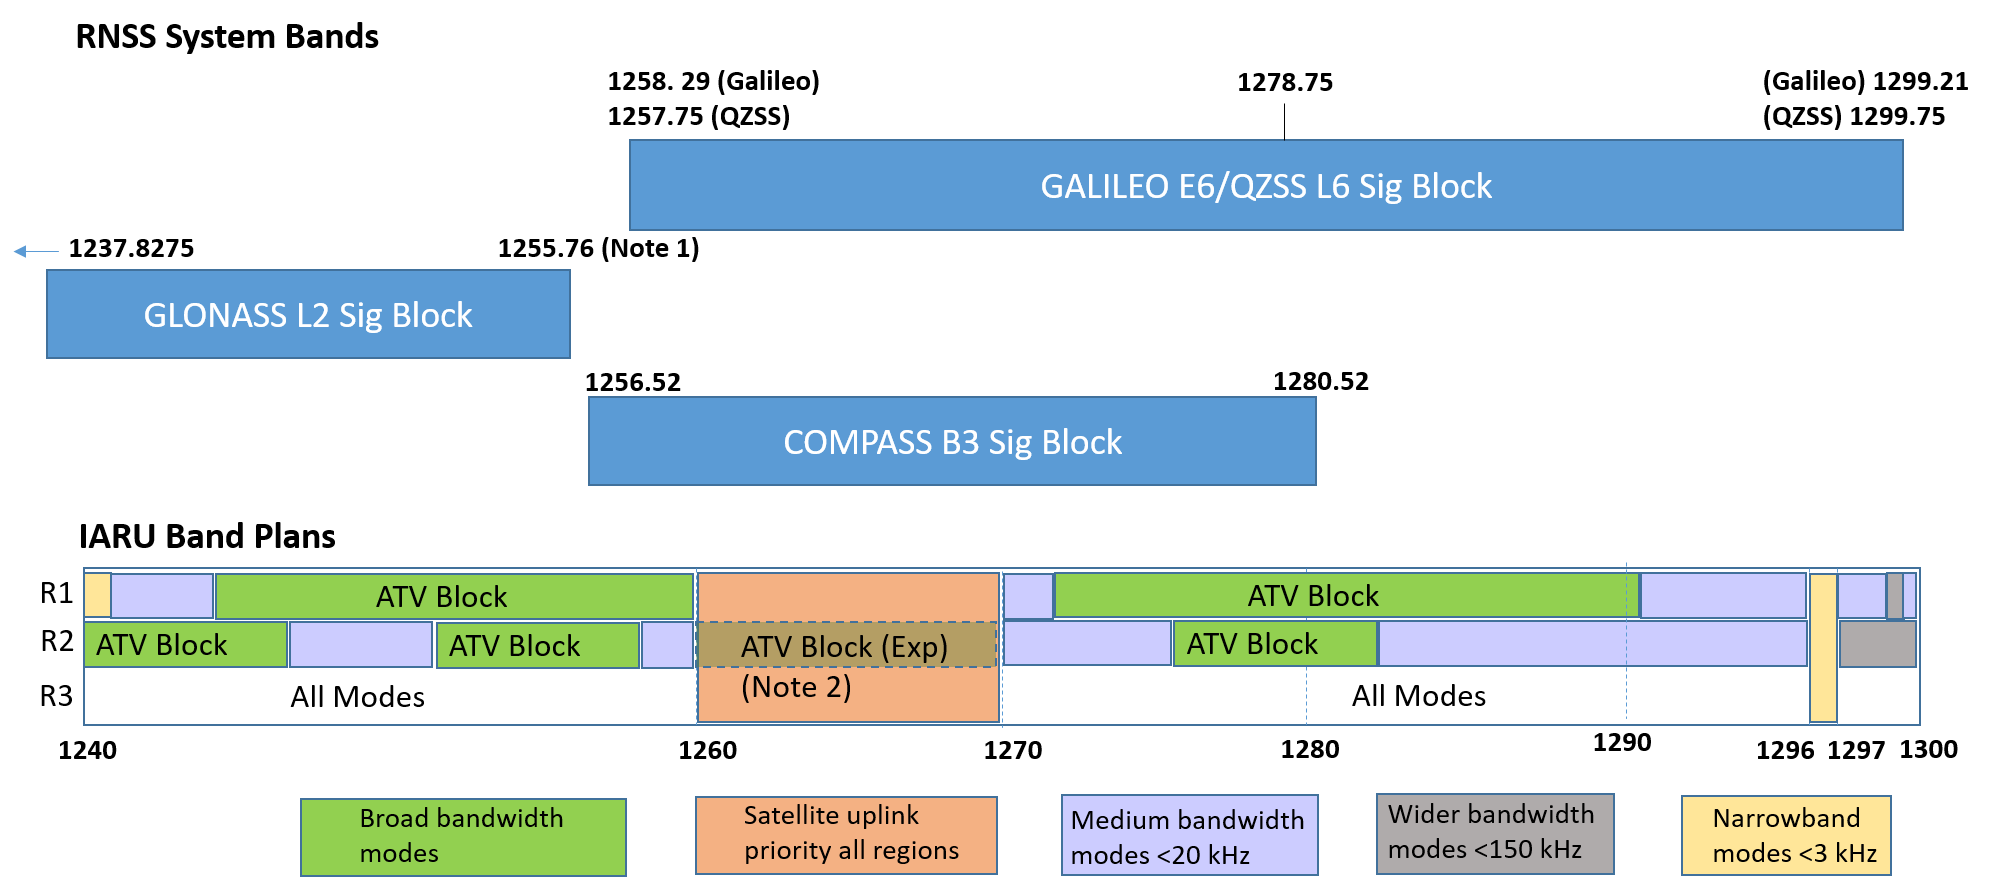 RNSS System Bands
1258. 29 (Galileo)
1257.75 (QZSS)
1278.75
(Galileo) 1299.21
(QZSS) 1299.75
GALILEO E6/QZSS L6 Sig Block
1237.8275
1255.76 (Note 1)
GLONASS L2 Sig Block
1256.52
1280.52
COMPASS B3 Sig Block
IARU Band Plans
R1
ATV Block
ATV Block
R2
ATV Block
ATV Block
ATV Block (Exp)
(Note 2)
ATV Block
R3
All Modes
All Modes
1240
1260
1270
1280
1290
1296
1297
1300
Broad bandwidth
modes
Satellite uplink
priority all regions
Medium bandwidth
modes <20 kHz
Wider bandwidth
modes <150 kHz
Narrowband
modes <3 kHz